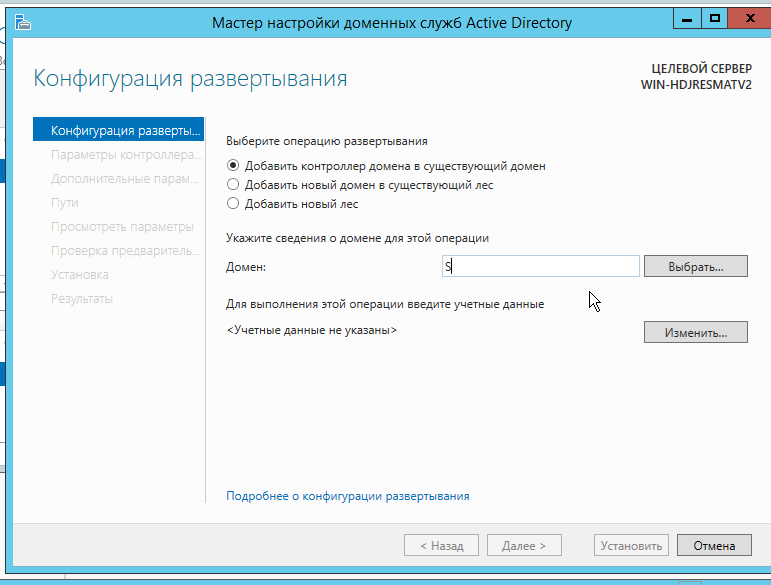 Мастер настройки доменных служб Active Directory
Конфигурация развертывания
ЦЕЛЕВОЙ СЕРВЕР
WIN-HDJRESMATV2
Конфигурация разверты...
Параметры контроллера...
Дополнительные парам...
Пути
Просмотреть параметры
Проверка предваритель...
Установка
Результаты
Выберите операцию развертывания
Добавить контроллер домена в существующий домен
Добавить новый домен в существующий лес
Добавить новый лес
Укажите сведения о домене для этой операции
Домен:
S
Выбрать...
Для выполнения этой операции введите учетные данные
<Учетные данные не указаны>
Изменить...
Подробнее о конфигурации развертывания
< Назад
Далее >
Установить
Отмена